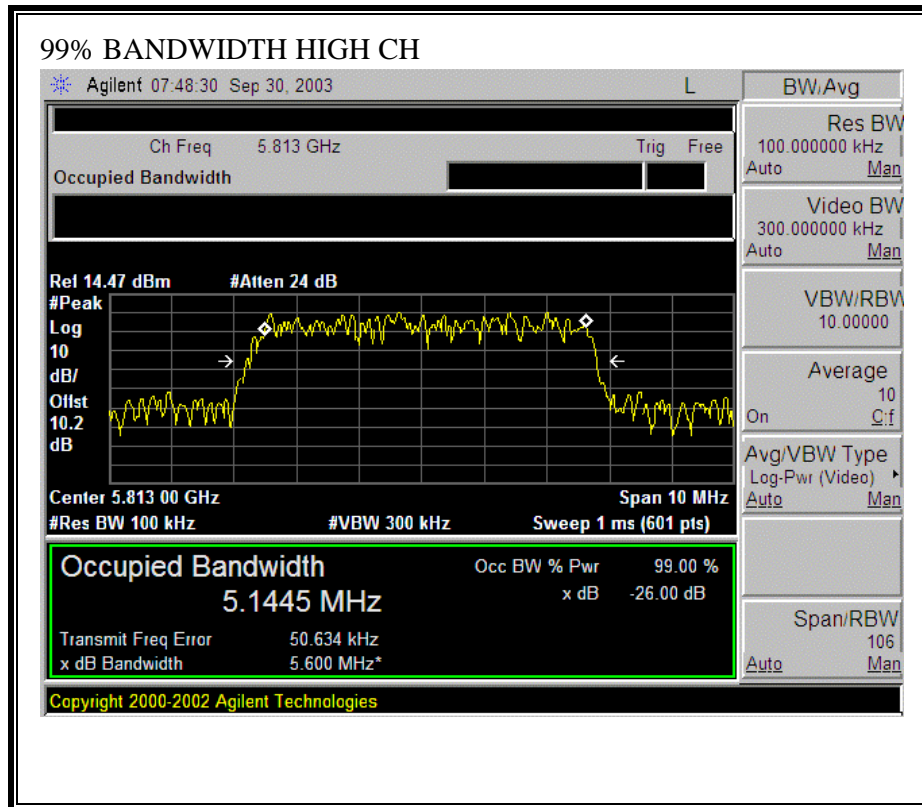 99% BANDWIDTH HIGH CH
Agilent 07:48:30 Sep 30, 2003 L
BW/Avg
Ch Freq 5.813 GHz Trig Free
Occupied Bandwidth
Res BW
100.000000 kHz
Auto Man
Video BW
300.000000 kHz
Auto Man
VBW/RBW
10.00000
Average
10
On
Avg/VBW Type
Log-Pwr (Video)
Auto Man
Span/RBW
106
Auto Man
Ref 14.47 dBm #Atten 24 dB
#Peak
Log
10
dB/
Offst
10.2
dB
Center 5.813 00 GHz Span 10 MHz
#Res BW 100 kHz #VBW 300 kHz Sweep 1 ms (601 pts)
Occupied Bandwidth
5.1445 MHz
Occ BW % Pwr 99.00 %
x dB -26.00 dB
Transmit Freq Error 50.634 kHz
x dB Bandwidth 5.600 MHz*
Copyright 2000-2002 Agilent Technologies